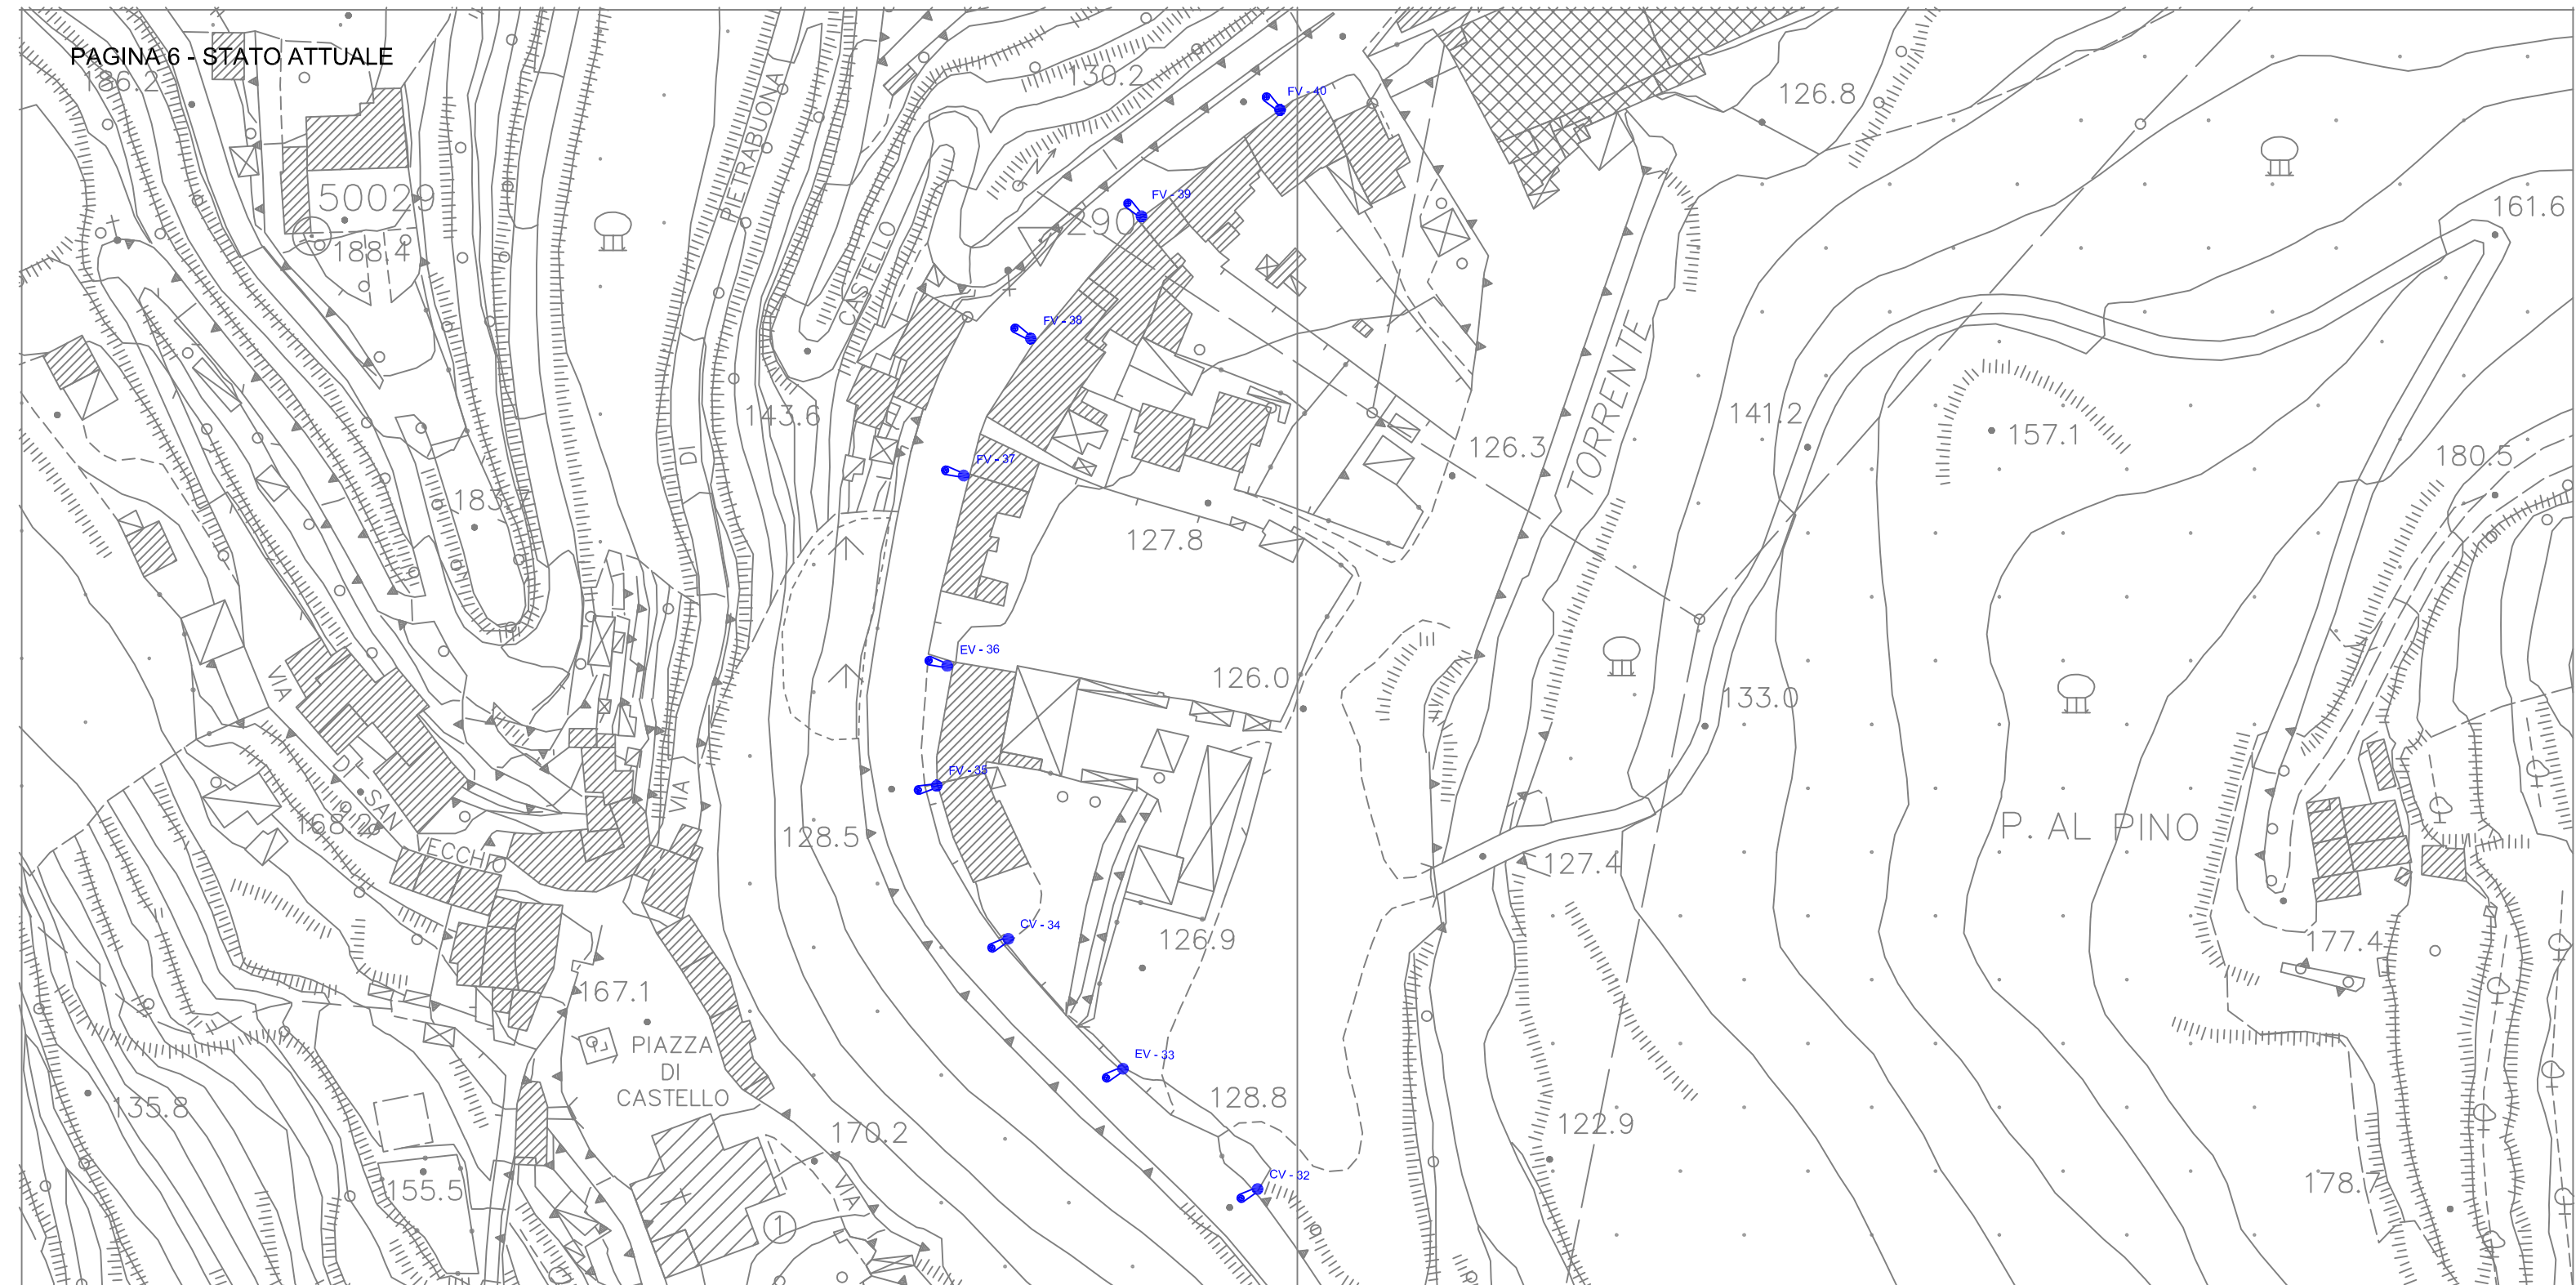 PAGINA 6 - STATO ATTUALE
186.2
130.2
FV - 40
126.8
PIETRABUONA
50029
188.4
FV - 39
290
161.6
CASTELLO
FV - 38
TORRENTE
143.6
141.2
157.1
DI
126.3
FV - 37
180.5
183.7
127.8
EV - 36
126.0
133.0
VIA
DI SAN
FV - 35
VIA
128.5
P. AL PINO
ECCHIO
127.4
CV - 34
126.9
177.4
167.1
PIAZZA
DI
CASTELLO
EV - 33
135.8
128.8
170.2
122.9
CV - 32
155.5
VIA
178.7
1